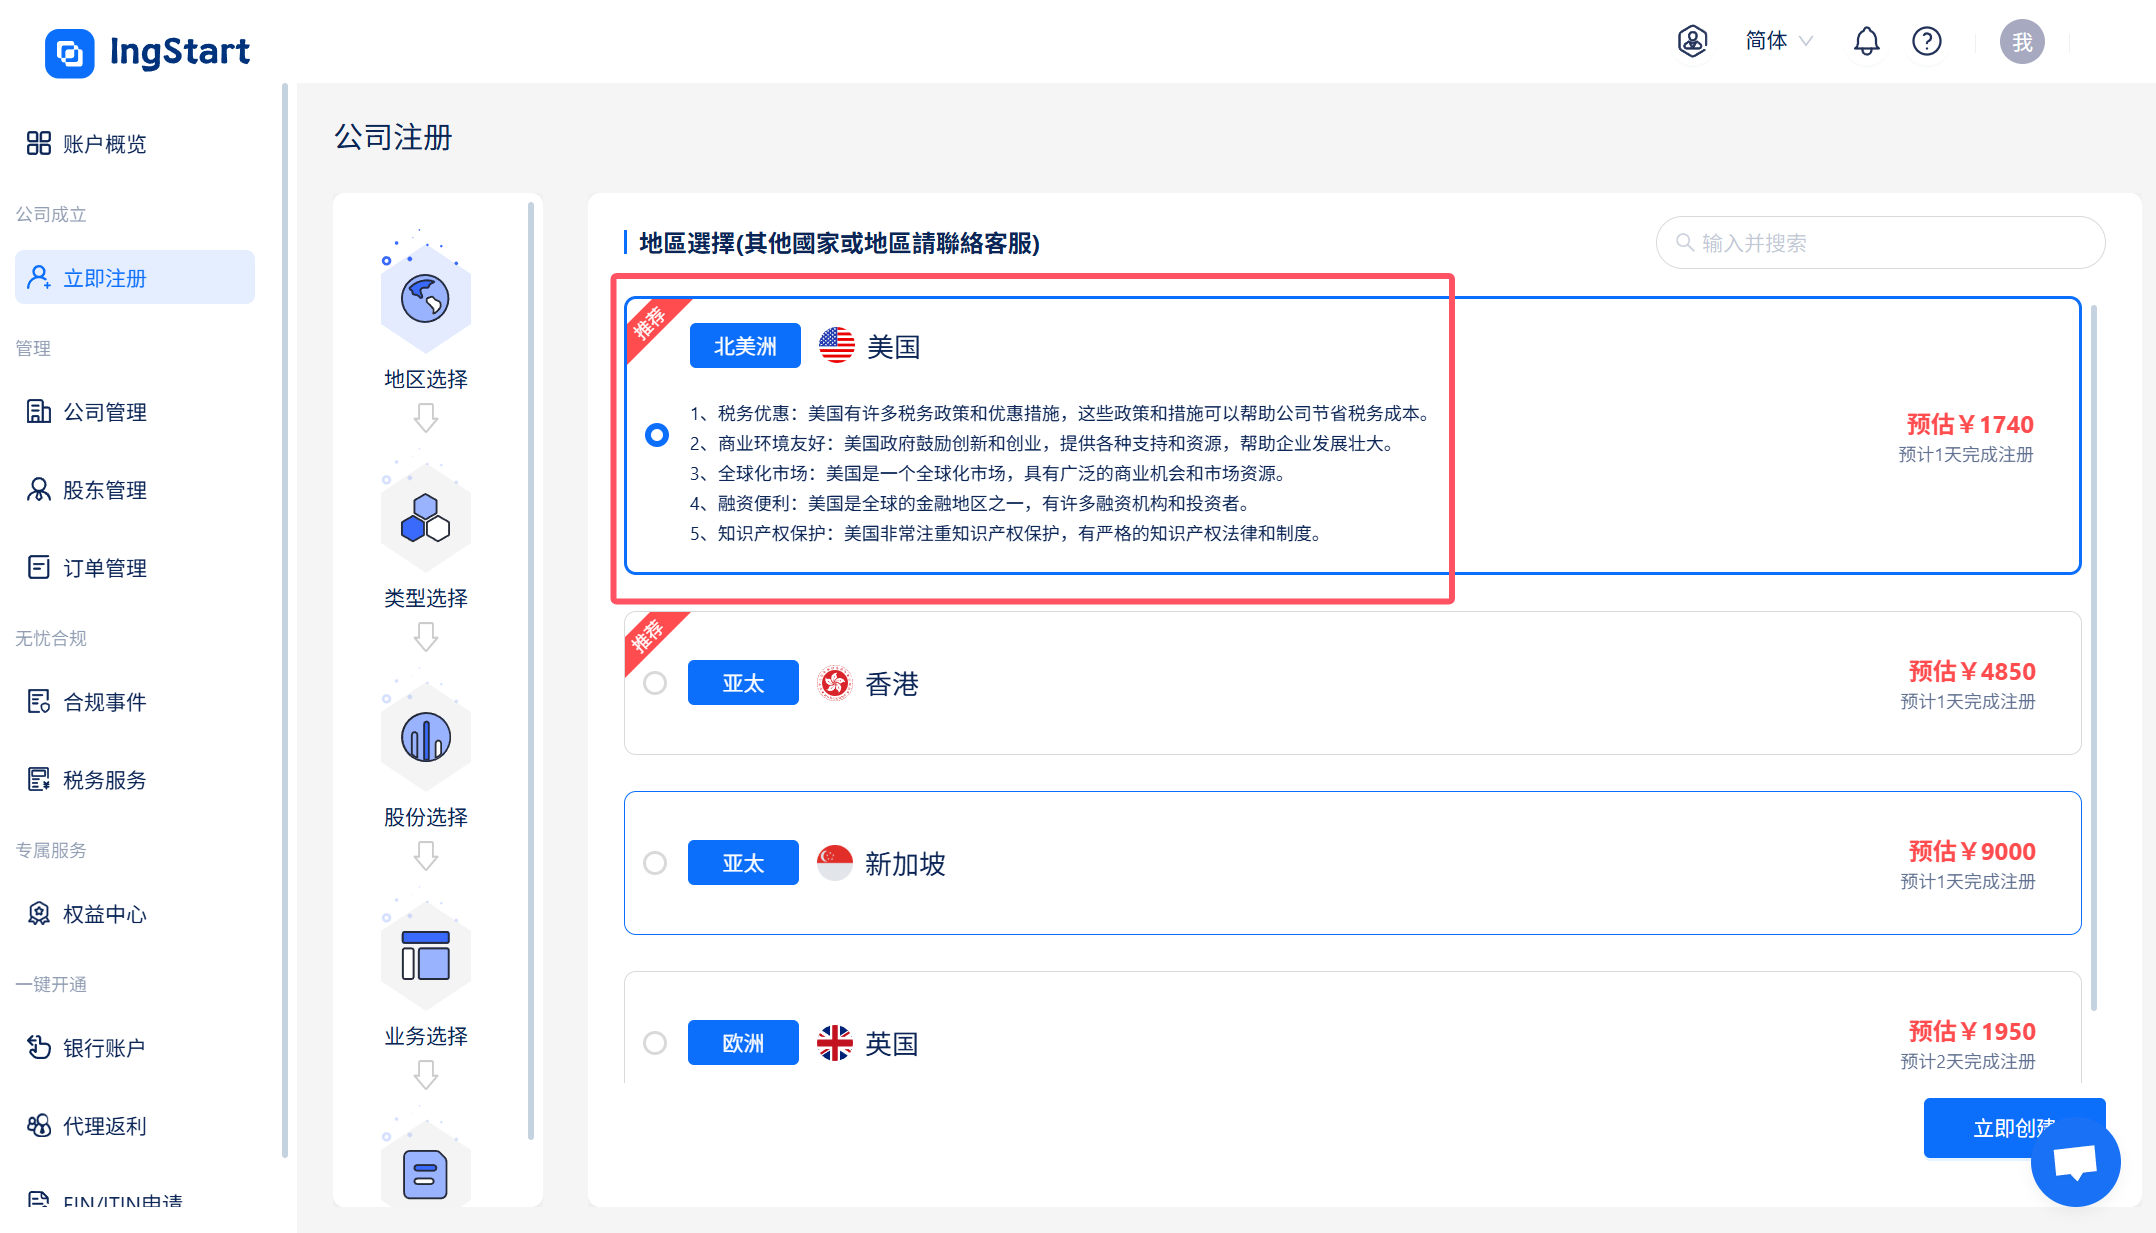 IngStart
简体
我
账户概览
公司成立
立即注册
管理
公司管理
股东管理
订单管理
无忧合规
合规事件
税务服务
专属服务
权益中心
一键开通
银行账户
代理返利
EIN/ITIN申请
公司注册
地区选择
类型选择
股份选择
业务选择
地區選擇(其他國家或地區請聯絡客服)
输入并搜索
推荐
北美洲
美国
1、税务优惠：美国有许多税务政策和优惠措施，这些政策和措施可以帮助公司节省税务成本。
2、商业环境友好：美国政府鼓励创新和创业，提供各种支持和资源，帮助企业发展壮大。
3、全球化市场：美国是一个全球化市场，具有广泛的商业机会和市场资源。
4、融资便利：美国是全球的金融地区之一，有许多融资机构和投资者。
5、知识产权保护：美国非常注重知识产权保护，有严格的知识产权法律和制度。
预估￥1740
预计1天完成注册
推荐
亚太
香港
预估￥4850
预计1天完成注册
亚太
新加坡
预估￥9000
预计1天完成注册
欧洲
英国
预估￥1950
预计2天完成注册
立即创建